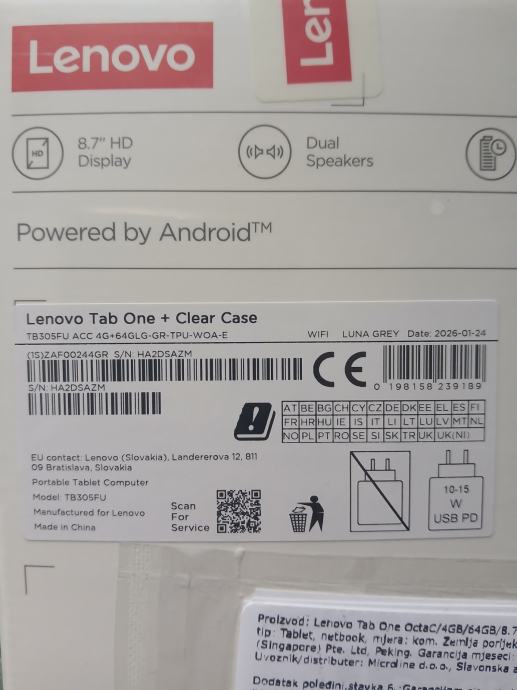 Lenovo
Len
HD
8.7" HD
Display
Dual
Speakers
Powered by Android™
Lenovo Tab One + Clear Case
TB305FU ACC 4G+64GLG-GR-TPU-WOA-E WIFI LUNA GREY Date: 2026-01-24
(1S)ZAF00244GR S/N: HA2DSAZM
CE
S/N: HA2DSAZM
0 198158 239189
AT BE BG CH CY CZ DE DK EE EL ES FI
FR HR HU IE IS IT LI LT LU LV MT NL
NO PL PT RO SE SI SK TR UK UK(NI)
EU contact: Lenovo (Slovakia), Landererova 12, 811
09 Bratislava, Slovakia
Portable Tablet Computer
Model: TB305FU
Manufactured for Lenovo
Made in China
Scan
For
Service
10-15
W
USB PD
Proizvod: Lenovo Tab One OctaC/4GB/64GB/8.7
tip: Tablet, netbook, mjera: kom. Zemlja porijek
(Singapore) Pte. Ltd, Peking. Garancija mjeseci
Uvoznik/distributer: Microline d.o.o., Slavonska a
Dodatak poleđini, stavka 6.: